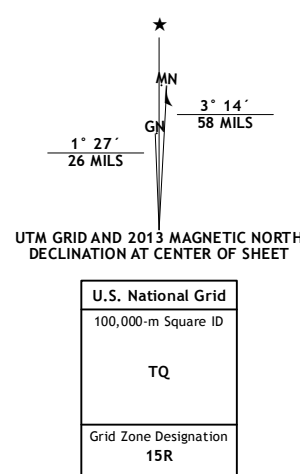 ★
MN
3° 14´
58 MILS
GN
1° 27´
26 MILS
UTM GRID AND 2013 MAGNETIC NORTH
DECLINATION AT CENTER OF SHEET
U.S. National Grid
100,000-m Square ID
TQ
Grid Zone Designation
15R